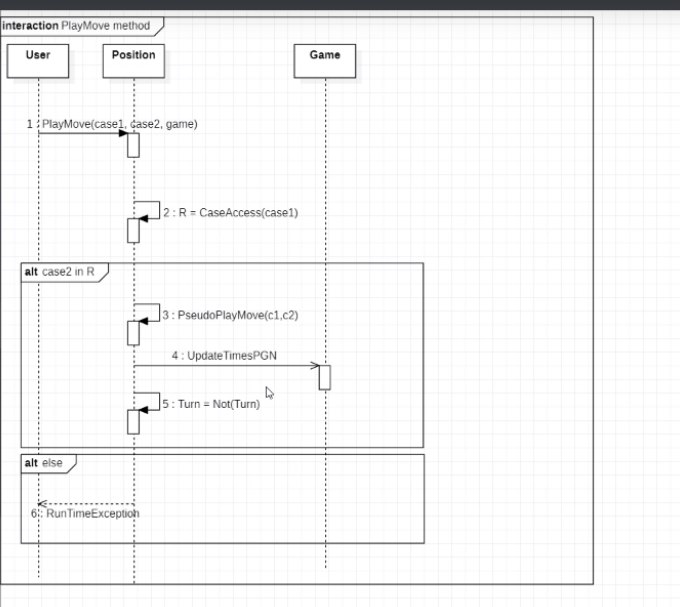 interaction PlayMove method
User
Position
Game
1 : PlayMove(case1, case2, game)
2 : R = CaseAccess(case1)
alt case2 in R
3 : PseudoPlayMove(c1,c2)
4 : UpdateTimesPGN
5 : Turn = Not(Turn)
alt else
6 : RunTimeException